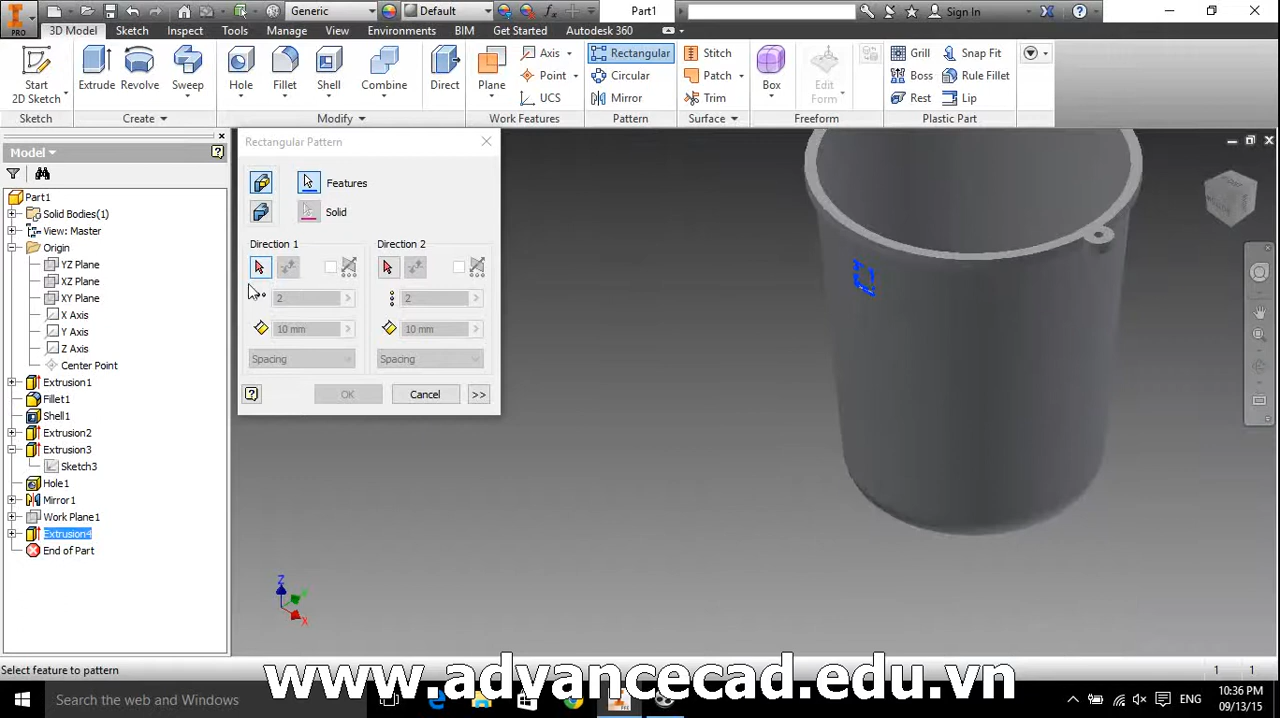 Generic
Default
Part1
Sign In
PRO
3D Model
Sketch
Inspect
Tools
Manage
View
Environments
BIM
Get Started
Autodesk 360
Start
2D Sketch
Extrude
Revolve
Sweep
Hole
Fillet
Shell
Combine
Direct
Plane
Axis
Point
UCS
Rectangular
Circular
Mirror
Stitch
Patch
Trim
Box
Edit
Form
Grill
Boss
Rest
Snap Fit
Rule Fillet
Lip
Sketch
Create
Modify
Work Features
Pattern
Surface
Freeform
Plastic Part
Model
Part1
Solid Bodies(1)
View: Master
Origin
YZ Plane
XZ Plane
XY Plane
X Axis
Y Axis
Z Axis
Center Point
Extrusion1
Fillet1
Shell1
Extrusion2
Extrusion3
Sketch3
Hole1
Mirror1
Work Plane1
Extrusion4
End of Part
Rectangular Pattern
Features
Solid
Direction 1
Direction 2
2
2
10 mm
10 mm
Spacing
Spacing
OK
Cancel
>>
Z
X
Select feature to pattern
1
1
www.advancecad.edu.vn
Search the web and Windows
ENG
10:36 PM
09/13/15